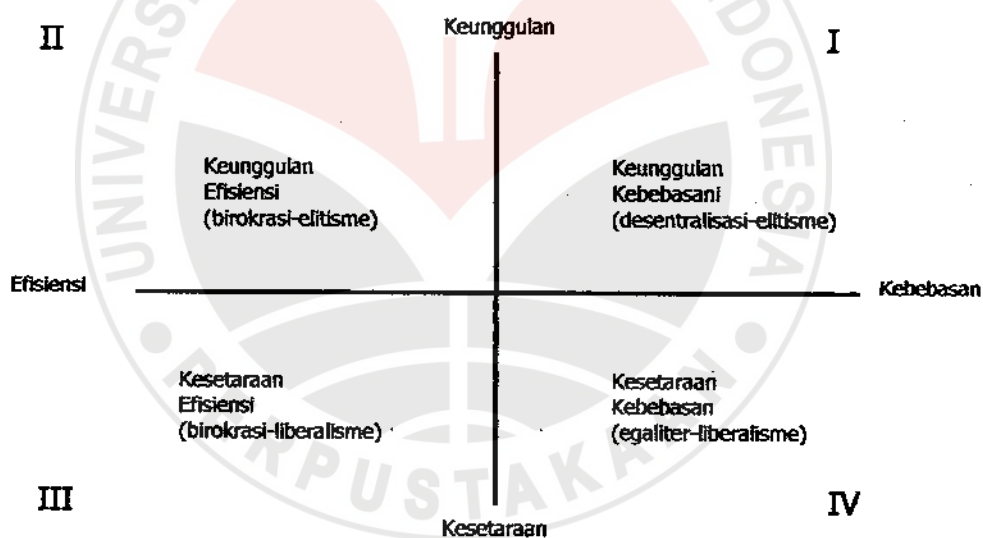 II
Keunggulan
I
Keunggulan
Efisiensi
(birokrasi-elitisme)
Keunggulan
Kebebasani
(desentralisasi-elitisme)
Efisiensi
Kebebasan
Kesetaraan
Efisiensi
(birokrasi-liberalisme)
Kesetaraan
Kebebasan
(egaliter-liberalisme)
III
IV
Kesetaraan
PERPUSTAKAAN